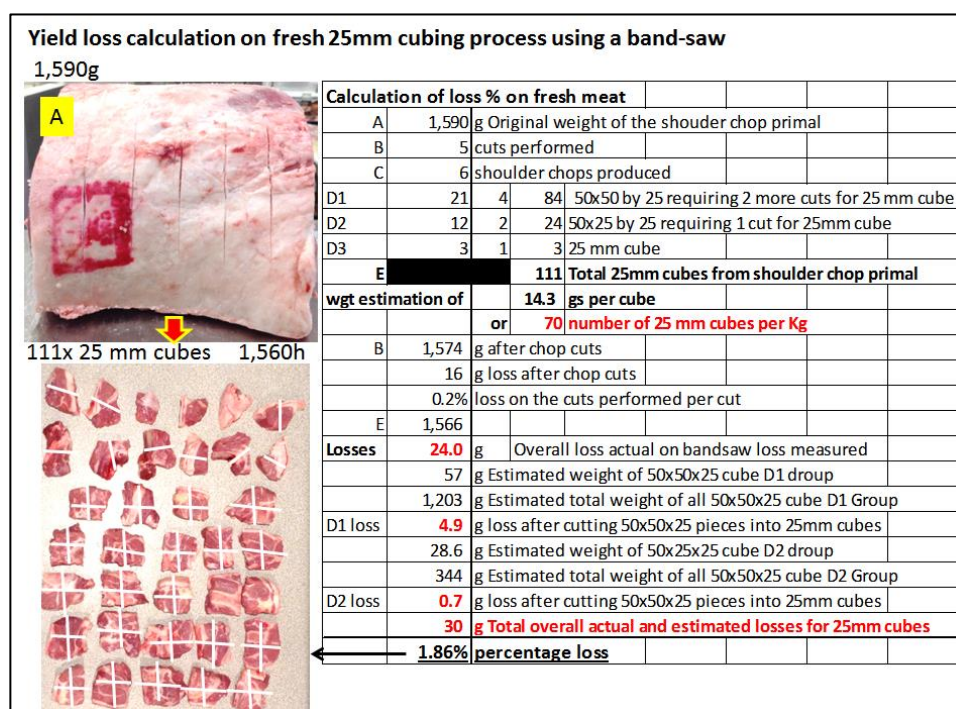 Yield loss calculation on fresh 25mm cubing process using a band-saw
1,590g
A
111x 25 mm cubes 1,560h
Calculation of loss % on fresh meat
A 1,590 g Original weight of the shouder chop primal
B 5 cuts performed
C 6 shoulder chops produced
D1 21 4 84 50x50 by 25 requiring 2 more cuts for 25 mm cube
D2 12 2 24 50x25 by 25 requiring 1 cut for 25mm cube
D3 3 1 3 25 mm cube
E 111 Total 25mm cubes from shoulder chop primal
wgt estimation of 14.3 gs per cube
or 70 number of 25 mm cubes per Kg
B 1,574 g after chop cuts
16 g loss after chop cuts
0.2% loss on the cuts performed per cut
E 1,566
Losses 24.0 g Overall loss actual on bandsaw loss measured
57 g Estimated weight of 50x50x25 cube D1 droup
1,203 g Estimated total weight of all 50x50x25 cube D1 Group
D1 loss 4.9 g loss after cutting 50x50x25 pieces into 25mm cubes
28.6 g Estimated weight of 50x25x25 cube D2 droup
344 g Estimated total weight of all 50x50x25 cube D2 Group
D2 loss 0.7 g loss after cutting 50x50x25 pieces into 25mm cubes
30 g Total overall actual and estimated losses for 25mm cubes
1.86% percentage loss